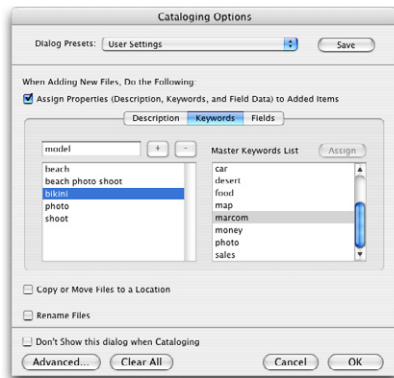 Cataloging Options
Dialog Presets: User Settings Save
When Adding New Files, Do the Following:
Assign Properties (Description, Keywords, and Field Data) to Added Items
Description Keywords Fields
model + - Master Keywords List Assign
beach
beach photo shoot
bikini
photo
shoot
car
desert
food
map
marcom
money
photo
sales
Copy or Move Files to a Location
Rename Files
Don't Show this dialog when Cataloging
Advanced... Clear All Cancel OK